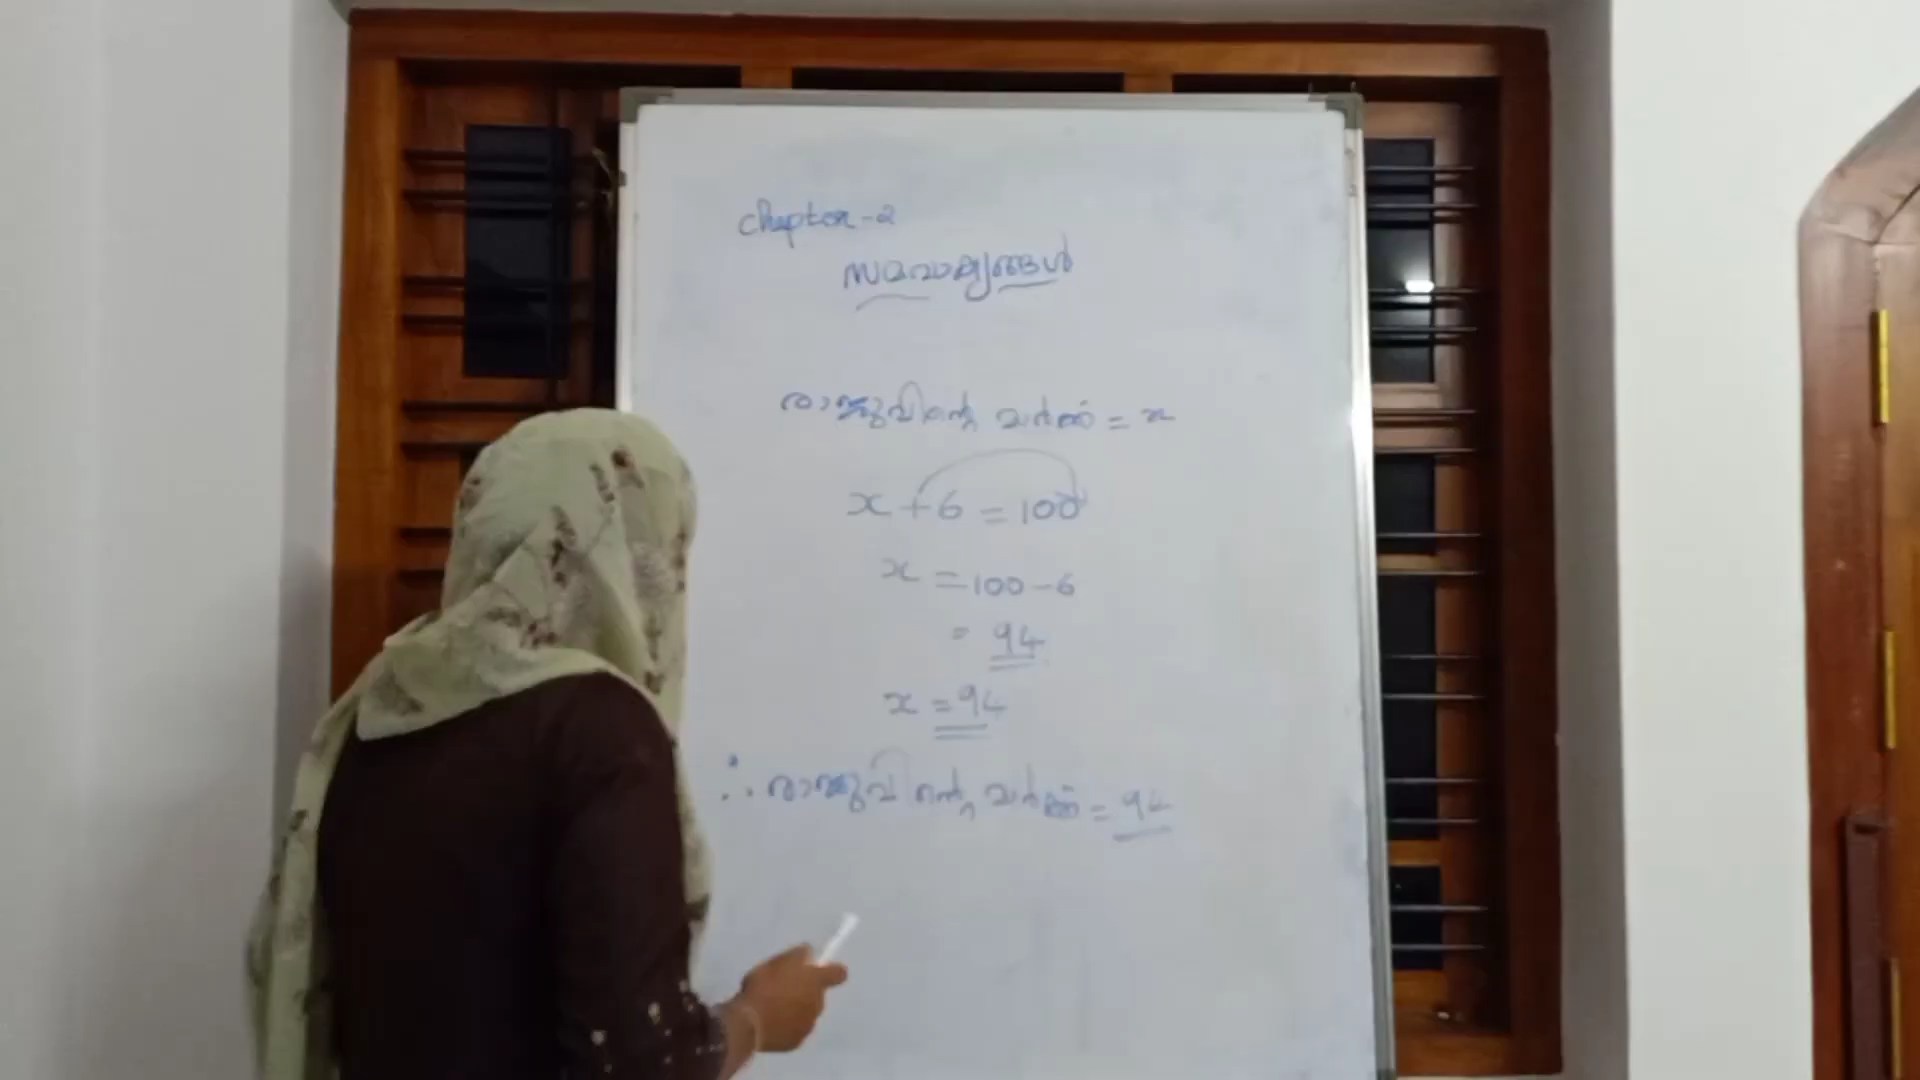 Chapter-2
സമവാക്യങ്ങൾ
രാജുവിന്റെ മാർക്ക് = x
x + 6 = 100
x = 100 - 6
= 94
x = 94
∴ രാജുവിന്റെ മാർക്ക് = 94